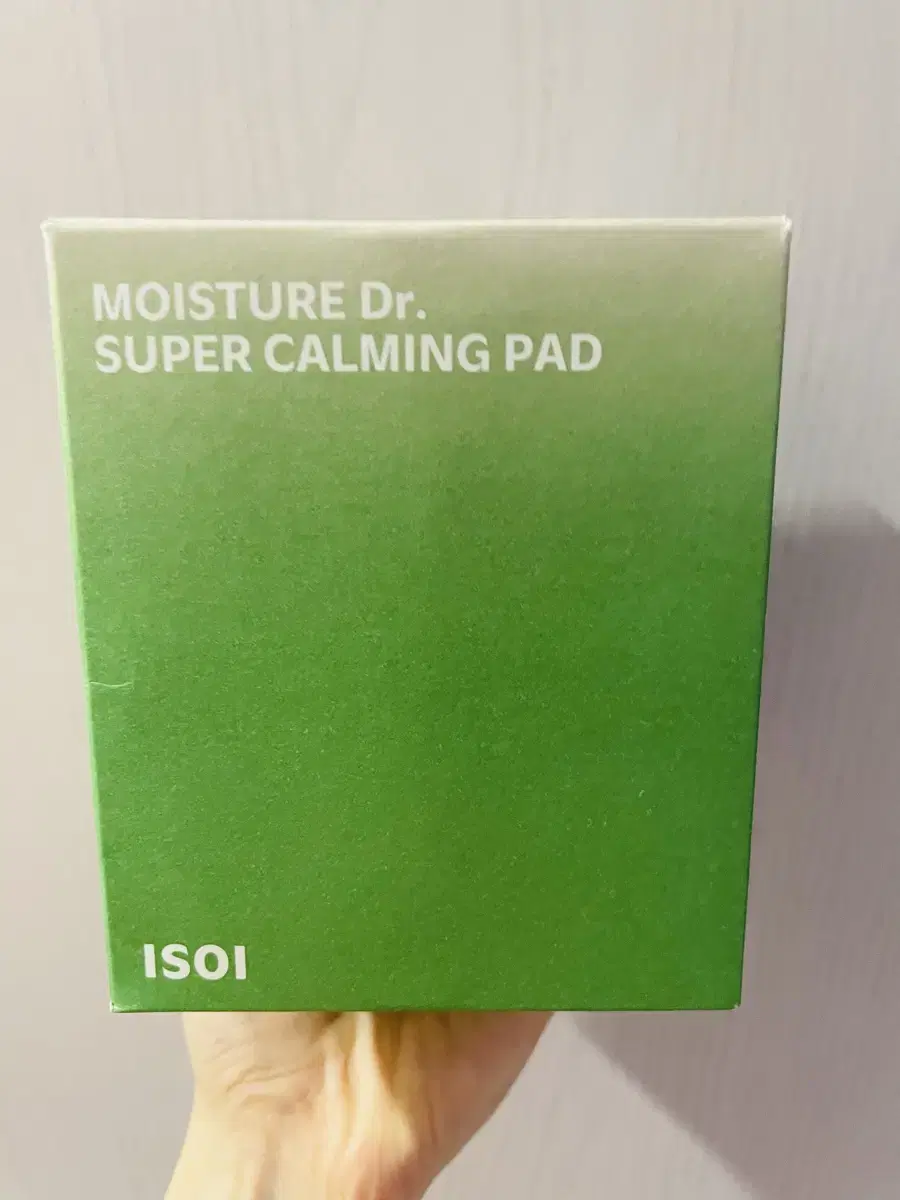 MOISTURE Dr.
SUPER CALMING PAD
ISOI